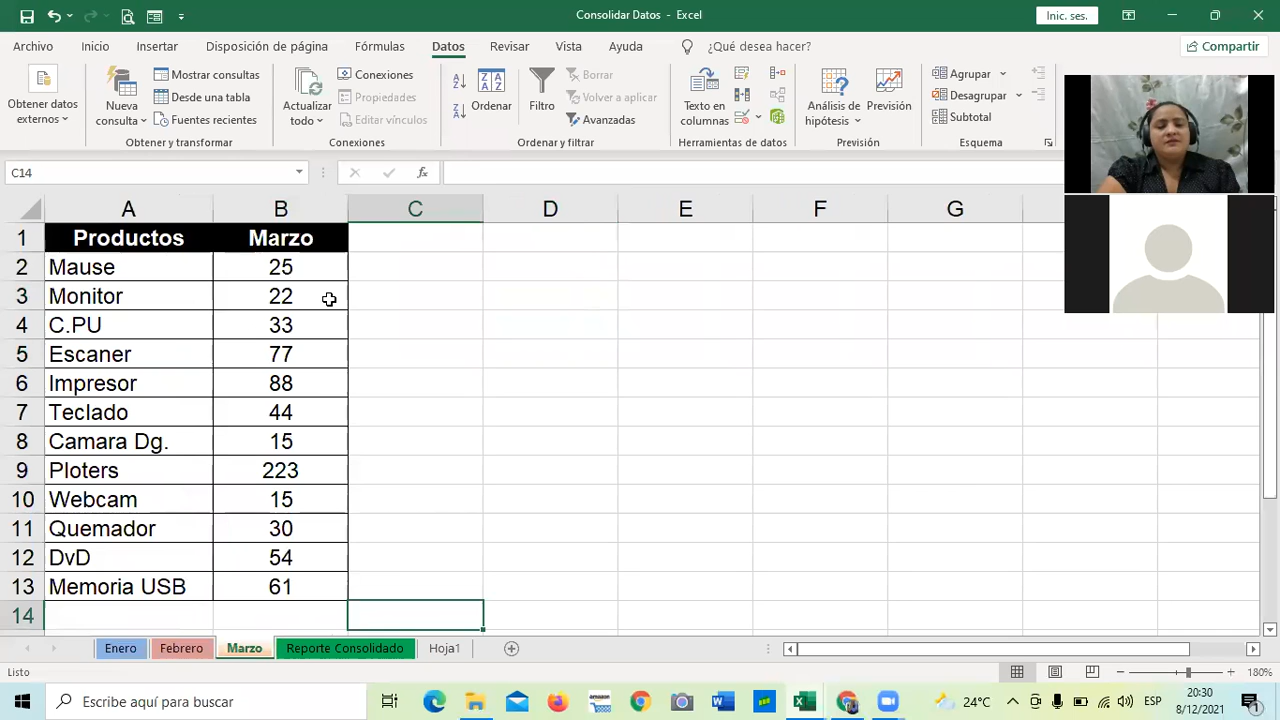 Consolidar Datos - Excel
Inic. ses.
Archivo Inicio Insertar Disposición de página Fórmulas Datos Revisar Vista Ayuda ¿Qué desea hacer? Compartir
Obtener datos externos
Nueva consulta
Mostrar consultas
Desde una tabla
Fuentes recientes
Obtener y transformar
Actualizar todo
Conexiones
Propiedades
Editar vínculos
Conexiones
Ordenar
Filtro
Borrar
Volver a aplicar
Avanzadas
Ordenar y filtrar
Texto en columnas
Herramientas de datos
Análisis de hipótesis
Previsión
Previsión
Agrupar
Desagrupar
Subtotal
Esquema
C14
fx
A B C D E F G
1 Productos Marzo
2 Mause 25
3 Monitor 22
4 C.PU 33
5 Escaner 77
6 Impresor 88
7 Teclado 44
8 Camara Dg. 15
9 Ploters 223
10 Webcam 15
11 Quemador 30
12 DvD 54
13 Memoria USB 61
14
Enero Febrero Marzo Reporte Consolidado Hoja1
Listo
180%
Escribe aquí para buscar
24°C
ESP
20:30
8/12/2021